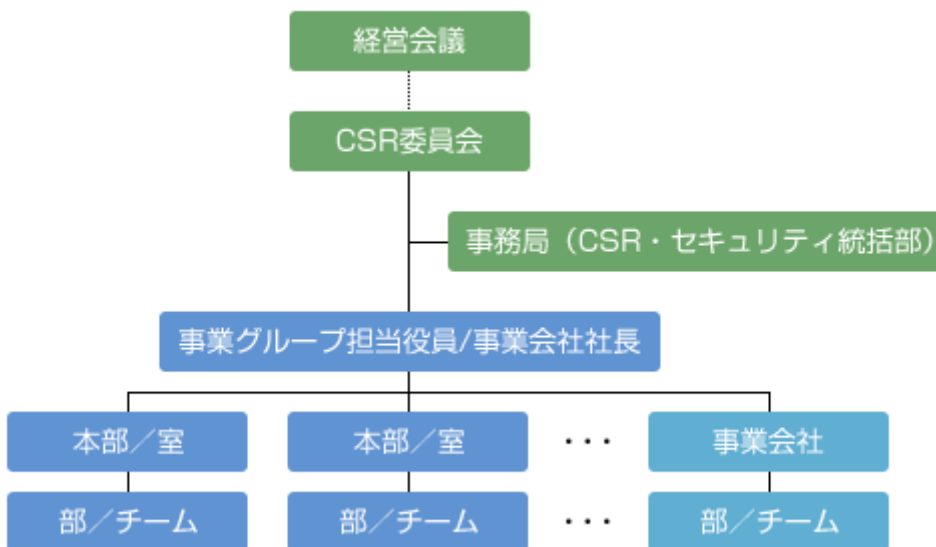 経営会議
CSR委員会
事務局（CSR・セキュリティ統括部）
事業グループ担当役員/事業会社社長
本部／室
本部／室
・・・
事業会社
部／チーム
部／チーム
・・・
部／チーム